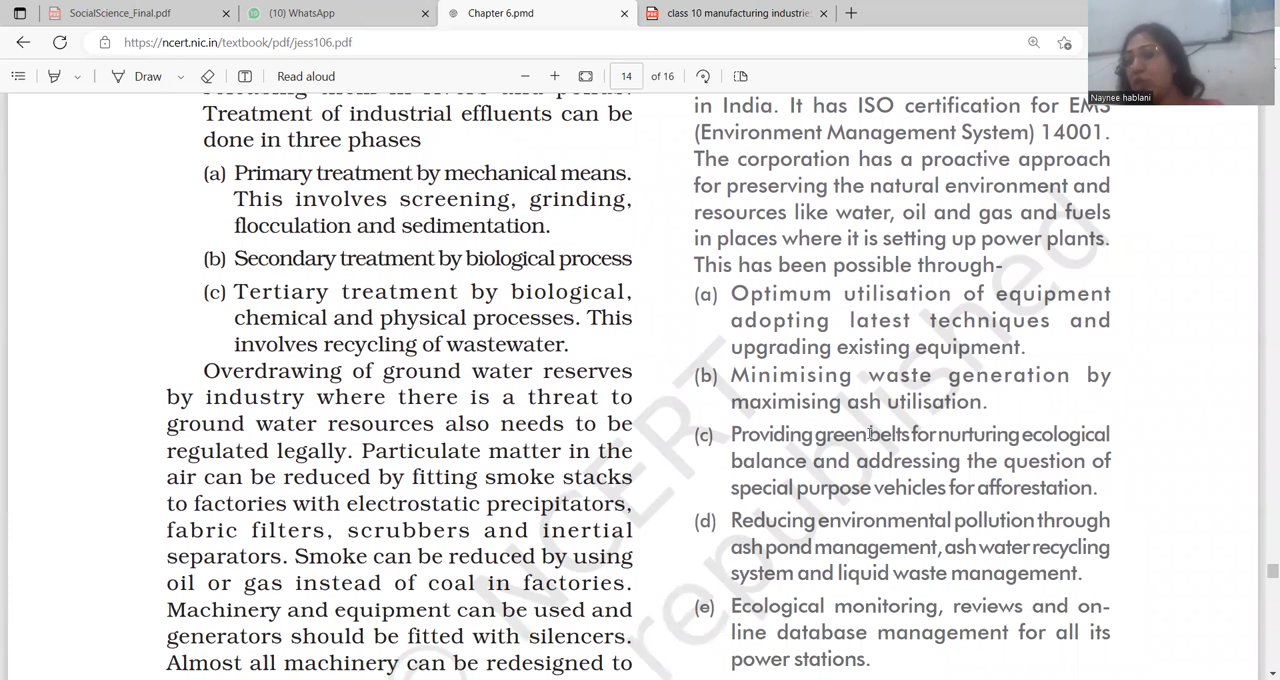 SocialScience_Final.pdf
(10) WhatsApp
Chapter 6.pmd
class 10 manufacturing industrie
https://ncert.nic.in/textbook/pdf/jess106.pdf
Draw
Read aloud
14 of 16
Naynee hablani
Treatment of industrial effluents can be
done in three phases
(a) Primary treatment by mechanical means.
This involves screening, grinding,
flocculation and sedimentation.
(b) Secondary treatment by biological process
(c) Tertiary treatment by biological,
chemical and physical processes. This
involves recycling of wastewater.
Overdrawing of ground water reserves
by industry where there is a threat to
ground water resources also needs to be
regulated legally. Particulate matter in the
air can be reduced by fitting smoke stacks
to factories with electrostatic precipitators,
fabric filters, scrubbers and inertial
separators. Smoke can be reduced by using
oil or gas instead of coal in factories.
Machinery and equipment can be used and
generators should be fitted with silencers.
Almost all machinery can be redesigned to
in India. It has ISO certification for EMS
(Environment Management System) 14001.
The corporation has a proactive approach
for preserving the natural environment and
resources like water, oil and gas and fuels
in places where it is setting up power plants.
This has been possible through-
(a) Optimum utilisation of equipment
adopting latest techniques and
upgrading existing equipment.
(b) Minimising waste generation by
maximising ash utilisation.
(c) Providing green belts for nurturing ecological
balance and addressing the question of
special purpose vehicles for afforestation.
(d) Reducing environmental pollution through
ash pond management, ash water recycling
system and liquid waste management.
(e) Ecological monitoring, reviews and on-
line database management for all its
power stations.
NCERT
republished